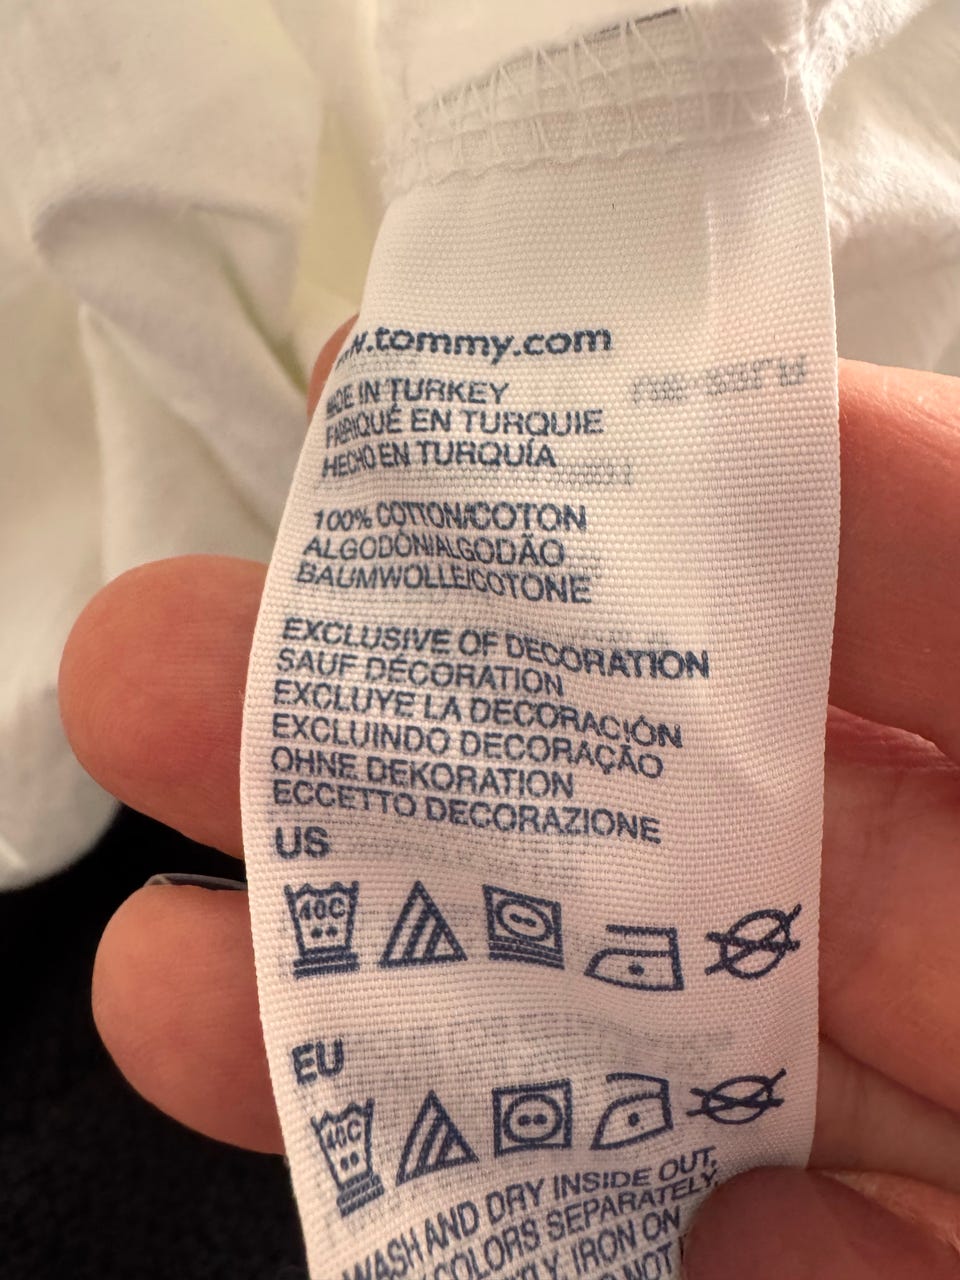 .tommy.com
MADE IN TURKEY
FABRIQUÉ EN TURQUIE
HECHO EN TURQUÍA
100% COTTON/COTON
ALGODÓN/ALGODÃO
BAUMWOLLE/COTONE
EXCLUSIVE OF DECORATION
SAUF DÉCORATION
EXCLUYE LA DECORACIÓN
EXCLUINDO DECORAÇÃO
OHNE DEKORATION
ECCETTO DECORAZIONE
US
40C
EU
40C
WASH AND DRY INSIDE OUT,
COLORS SEPARATELY,
IRON ON
NOT